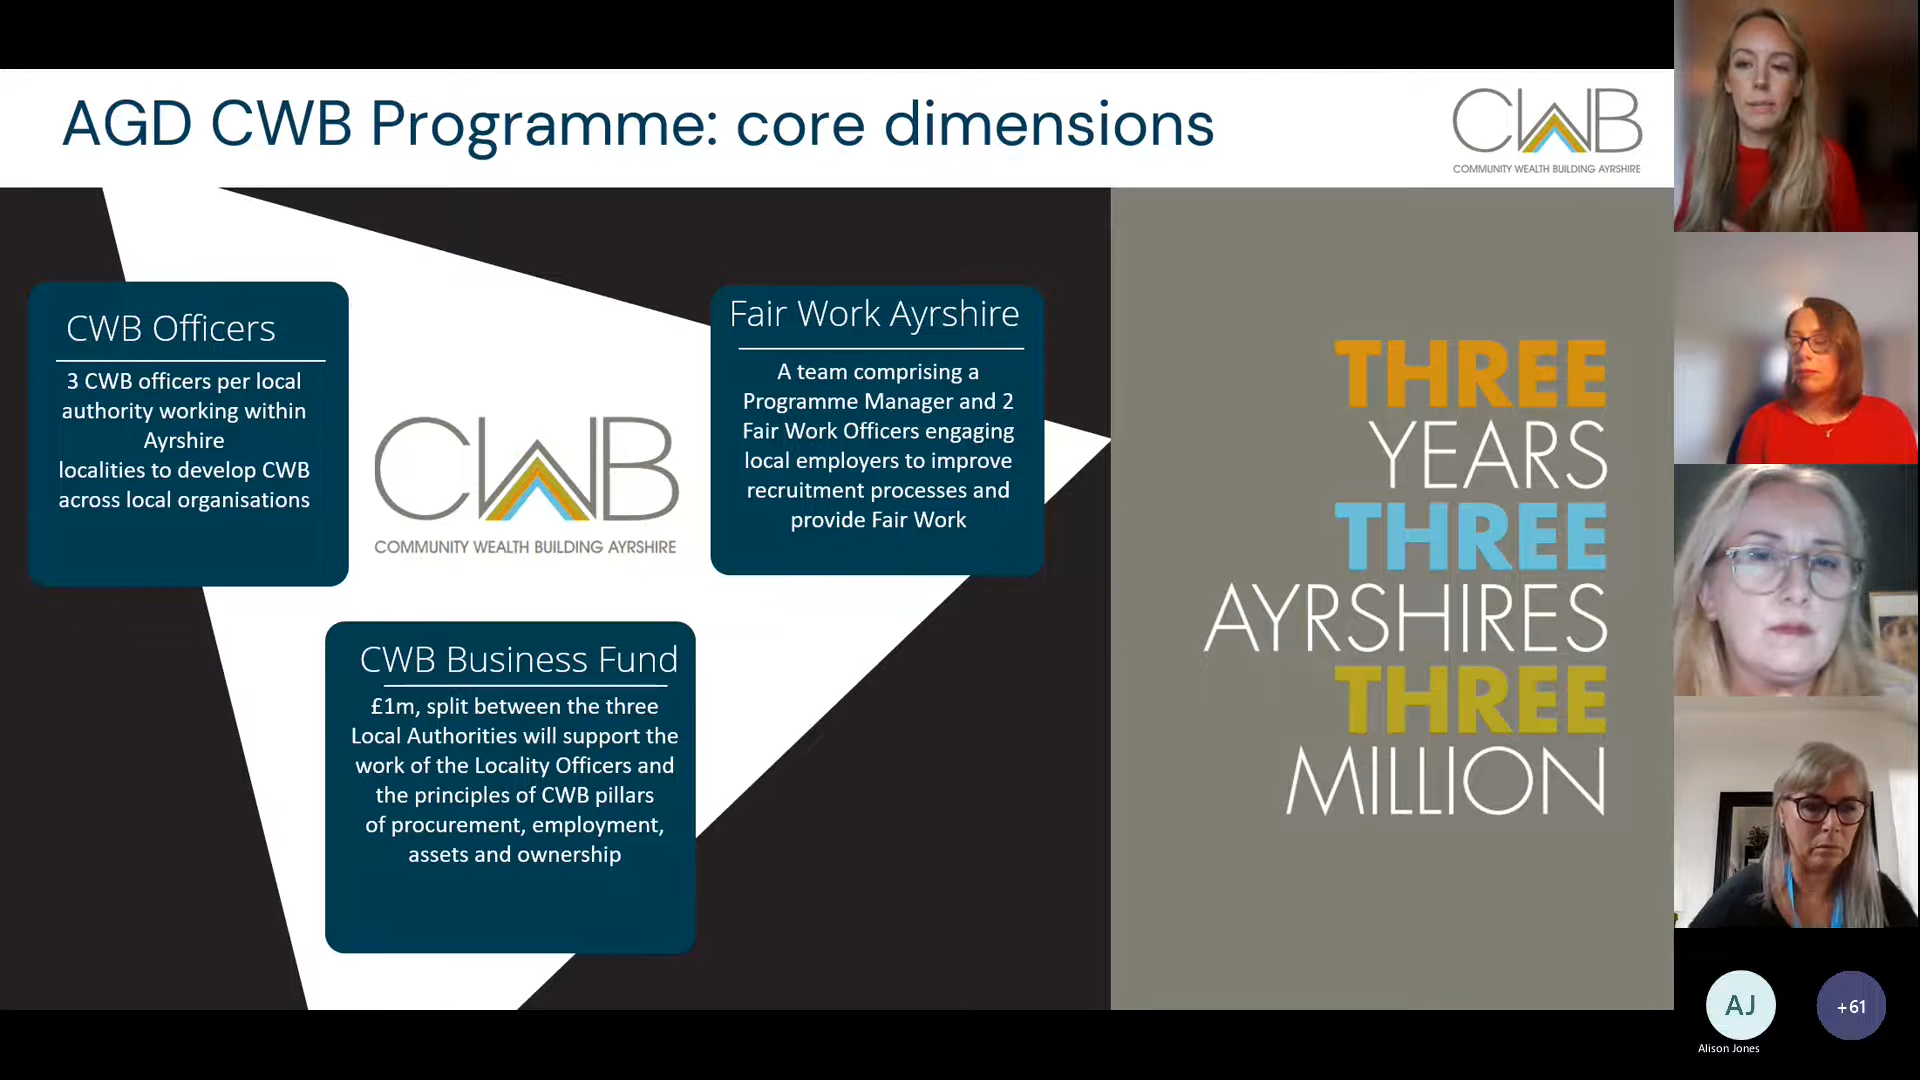 AGD CWB Programme: core dimensions
CWB
COMMUNITY WEALTH BUILDING AYRSHIRE
CWB Officers
3 CWB officers per local
authority working within
Ayrshire
localities to develop CWB
across local organisations
CWB
COMMUNITY WEALTH BUILDING AYRSHIRE
Fair Work Ayrshire
A team comprising a
Programme Manager and 2
Fair Work Officers engaging
local employers to improve
recruitment processes and
provide Fair Work
CWB Business Fund
£1m, split between the three
Local Authorities will support the
work of the Locality Officers and
the principles of CWB pillars
of procurement, employment,
assets and ownership
THREE
YEARS
THREE
AYRSHIRES
THREE
MILLION
AJ
Alison Jones
+61